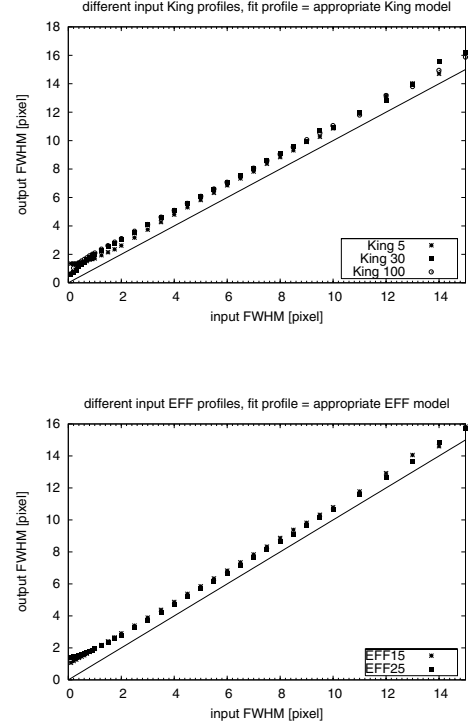 different input King profiles, fit profile = appropriate King model
18
16
14
12
10
8
6
4
2
0
output FWHM [pixel]
King 5
King 30
King 100
0 2 4 6 8 10 12 14
input FWHM [pixel]
different input EFF profiles, fit profile = appropriate EFF model
16
14
12
10
8
6
4
2
0
output FWHM [pixel]
EFF15
EFF25
0 2 4 6 8 10 12 14
input FWHM [pixel]